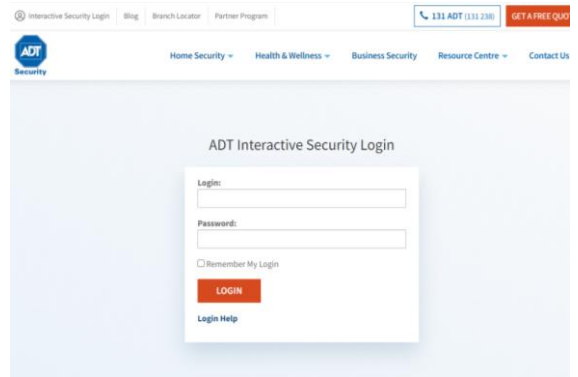 Interactive Security Login Blog Branch Locator Partner Program 131 ADT (131 238) GET A FREE QUO
ADT
Security
Home Security Health & Wellness Business Security Resource Centre Contact Us
ADT Interactive Security Login
Login:
Password:
Remember My Login
LOGIN
Login Help